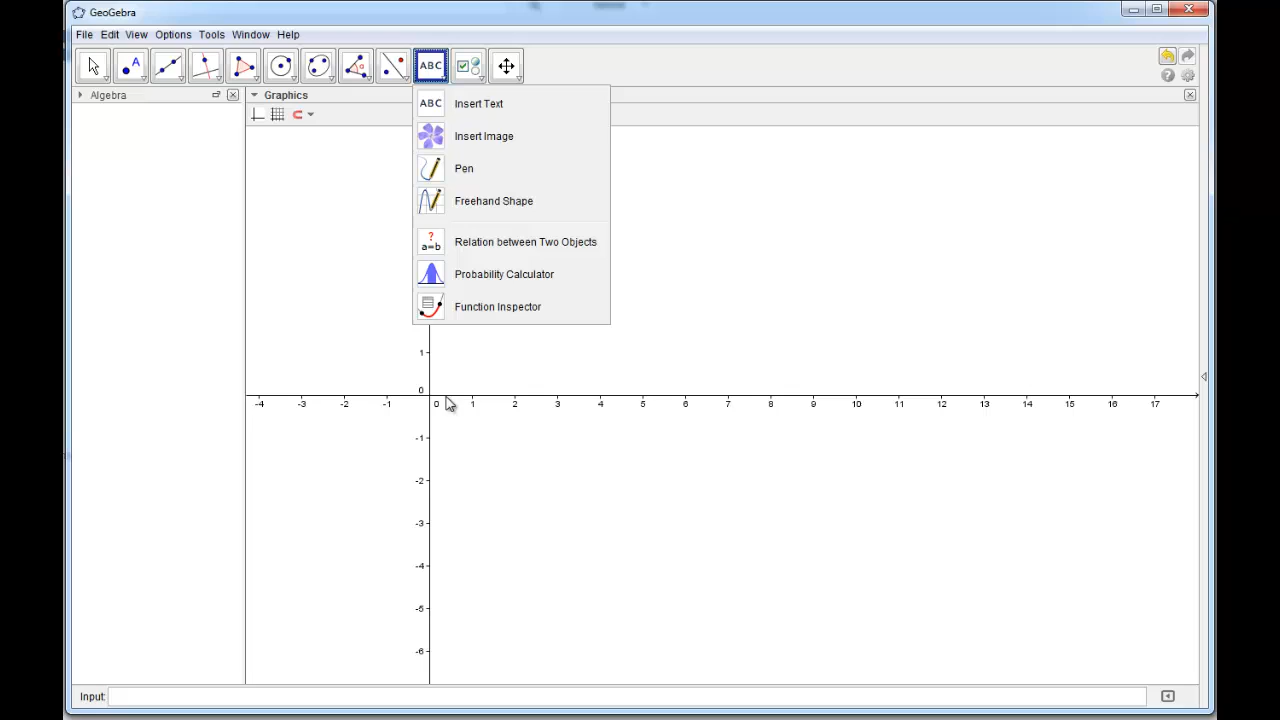 GeoGebra
File Edit View Options Tools Window Help
A ABC
Algebra
Graphics
ABC Insert Text
Insert Image
Pen
Freehand Shape
? a=b Relation between Two Objects
Probability Calculator
Function Inspector
1
0
-4 -3 -2 -1 0 1 2 3 4 5 6 7 8 9 10 11 12 13 14 15 16 17
-1
-2
-3
-4
-5
-6
Input: